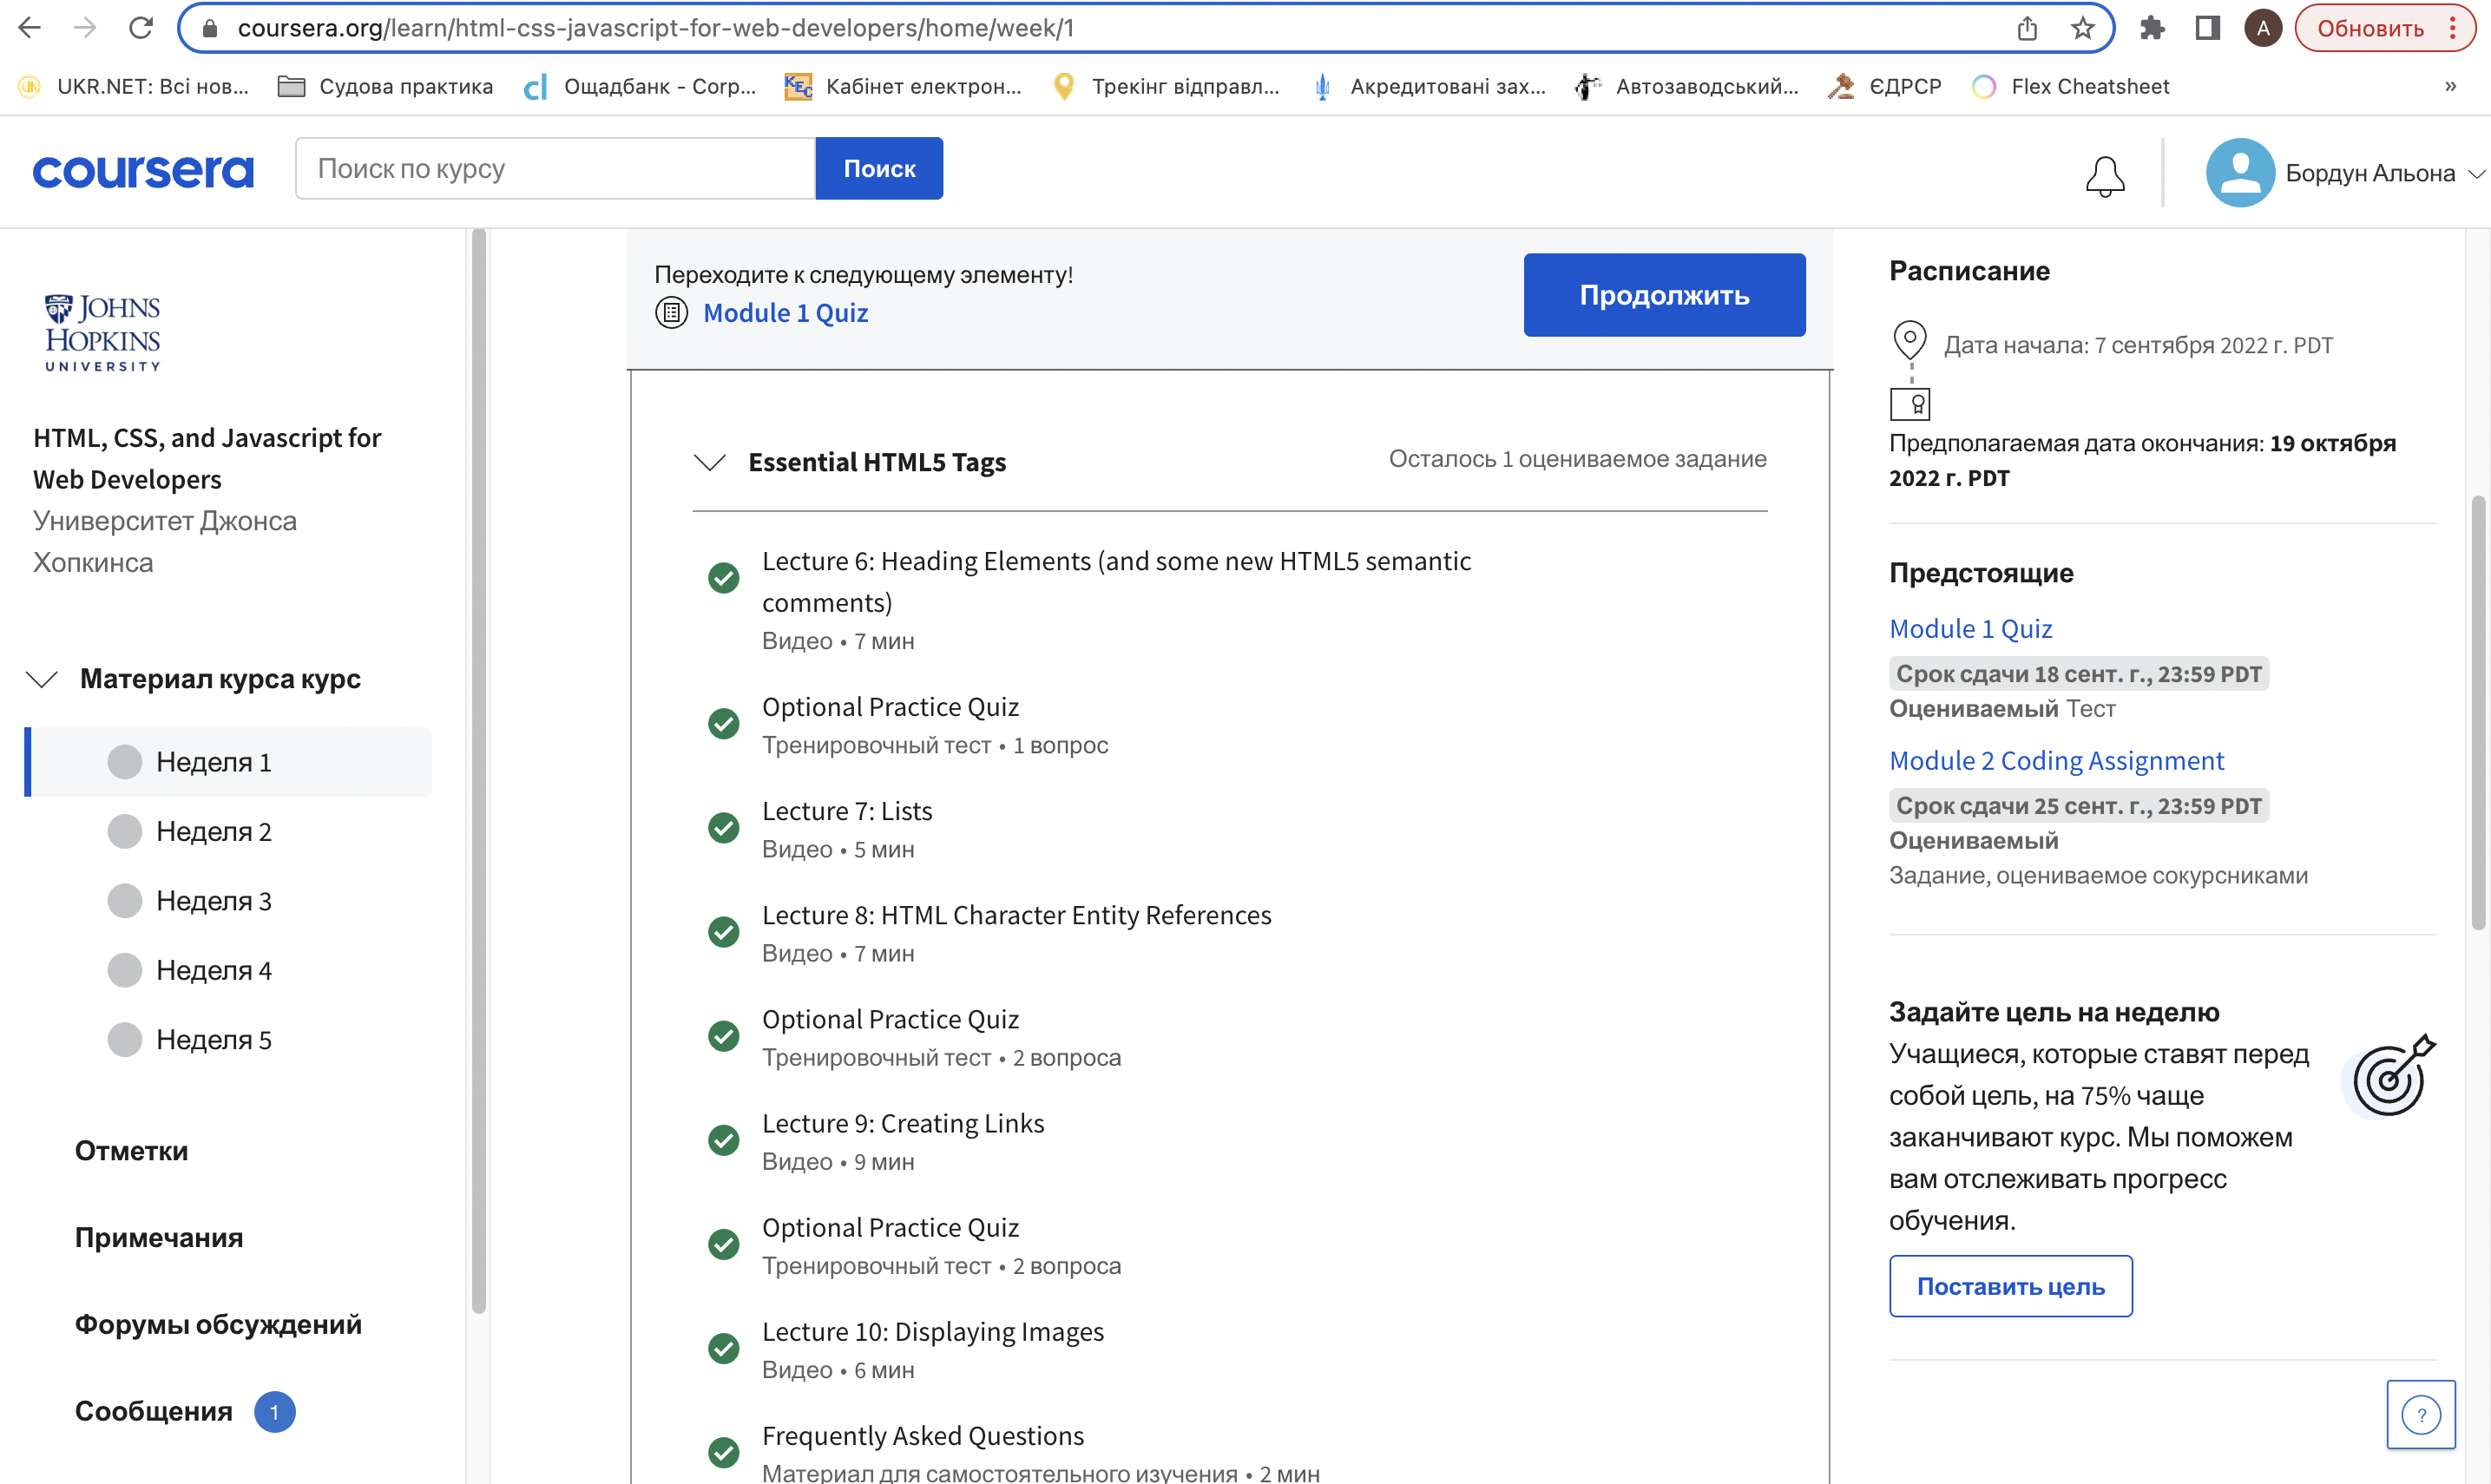 coursera.org/learn/html-css-javascript-for-web-developers/home/week/1
A
Обновить
UKR.NET: Всі нов...
Судова практика
Ощадбанк - Corp...
Кабінет електрон...
Трекінг відправл...
Акредитовані зах...
Автозаводський...
ЄДРСР
Flex Cheatsheet
»
coursera
Поиск по курсу
Поиск
Бордун Альона
JOHNS
HOPKINS
UNIVERSITY
HTML, CSS, and Javascript for
Web Developers
Университет Джонса
Хопкинса
Материал курса курс
Неделя 1
Неделя 2
Неделя 3
Неделя 4
Неделя 5
Отметки
Примечания
Форумы обсуждений
Сообщения 1
Переходите к следующему элементу!
Module 1 Quiz
Продолжить
Essential HTML5 Tags
Осталось 1 оцениваемое задание
Lecture 6: Heading Elements (and some new HTML5 semantic
comments)
Видео • 7 мин
Optional Practice Quiz
Тренировочный тест • 1 вопрос
Lecture 7: Lists
Видео • 5 мин
Lecture 8: HTML Character Entity References
Видео • 7 мин
Optional Practice Quiz
Тренировочный тест • 2 вопроса
Lecture 9: Creating Links
Видео • 9 мин
Optional Practice Quiz
Тренировочный тест • 2 вопроса
Lecture 10: Displaying Images
Видео • 6 мин
Frequently Asked Questions
Материал для самостоятельного изучения • 2 мин
Расписание
Дата начала: 7 сентября 2022 г. PDT
Предполагаемая дата окончания: 19 октября
2022 г. PDT
Предстоящие
Module 1 Quiz
Срок сдачи 18 сент. г., 23:59 PDT
Оцениваемый Тест
Module 2 Coding Assignment
Срок сдачи 25 сент. г., 23:59 PDT
Оцениваемый
Задание, оцениваемое сокурсниками
Задайте цель на неделю
Учащиеся, которые ставят перед
собой цель, на 75% чаще
заканчивают курс. Мы поможем
вам отслеживать прогресс
обучения.
Поставить цель
?